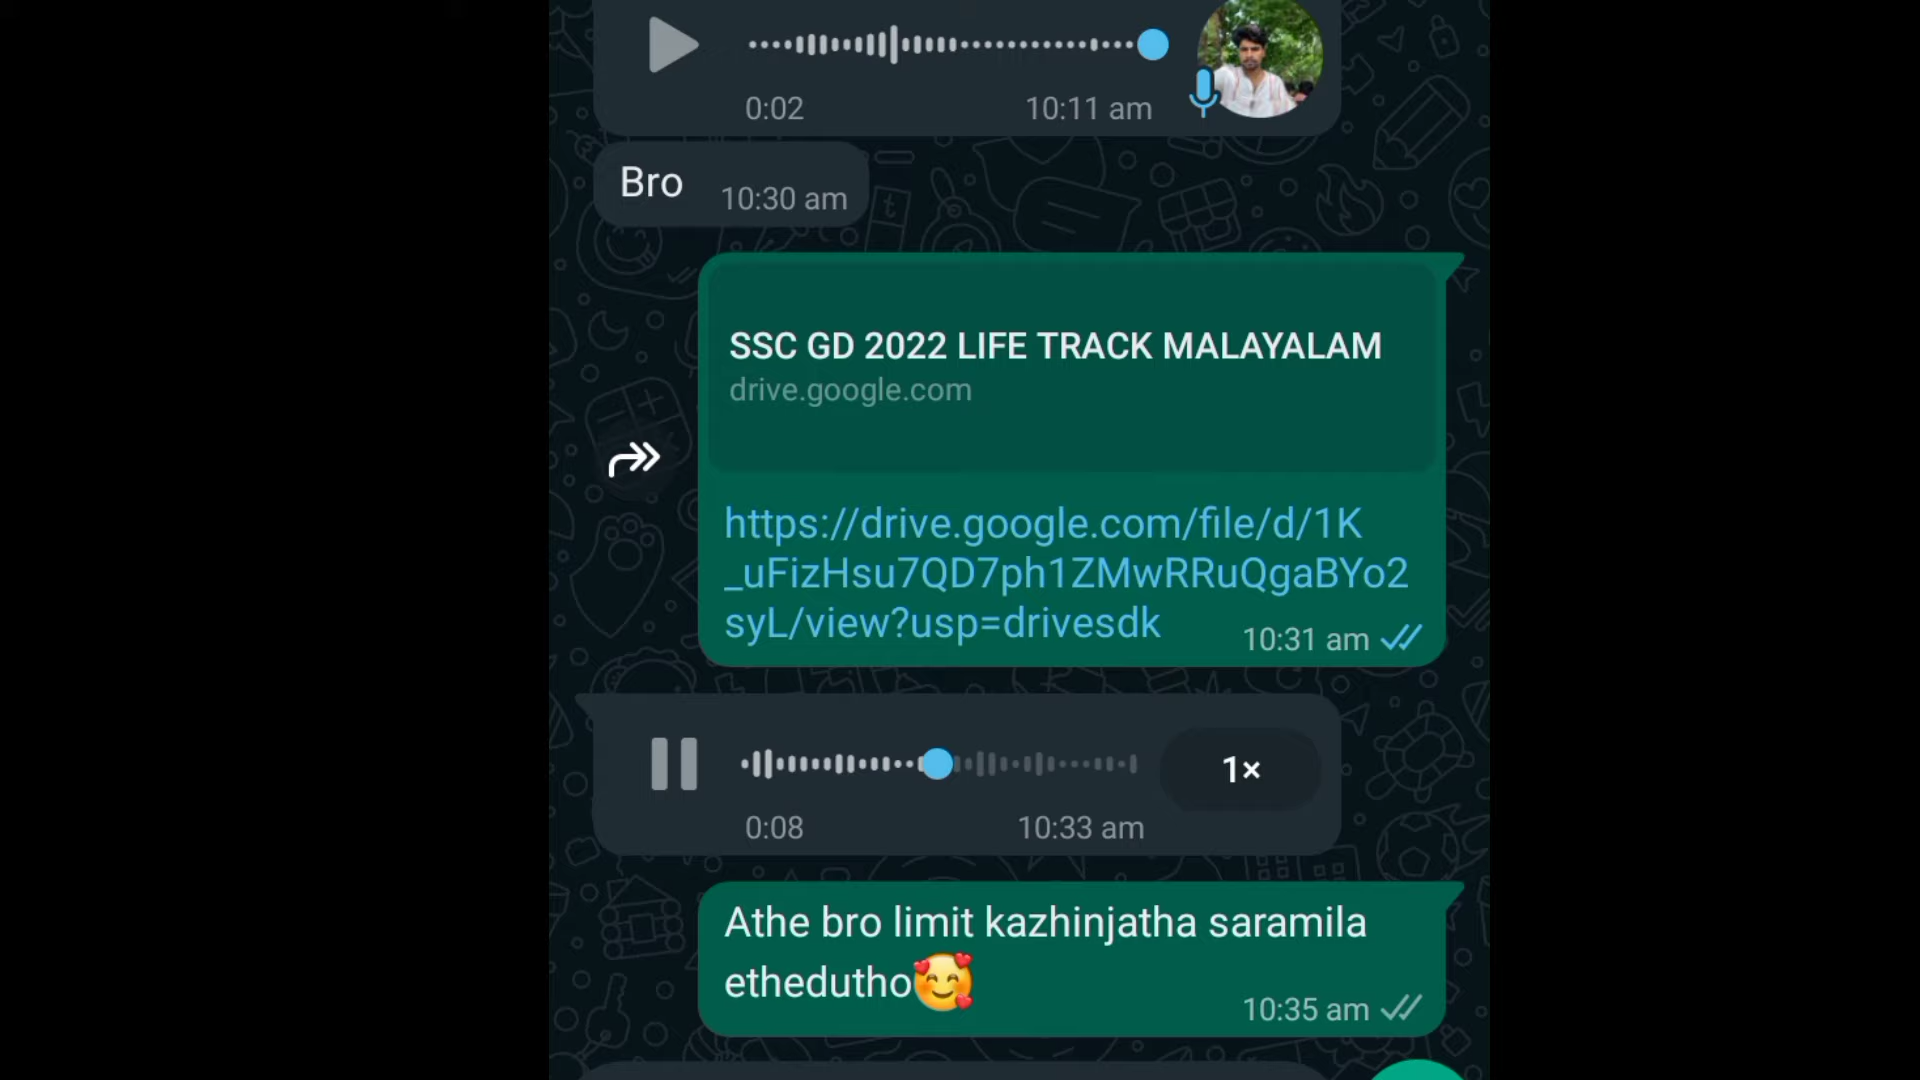 0:02 10:11 am
Bro 10:30 am
SSC GD 2022 LIFE TRACK MALAYALAM
drive.google.com
https://drive.google.com/file/d/1K
_uFizHsu7QD7ph1ZMwRRuQgaBYo2
syL/view?usp=drivesdk 10:31 am
1×
0:08 10:33 am
Athe bro limit kazhinjatha saramila
ethedutho🥰
10:35 am